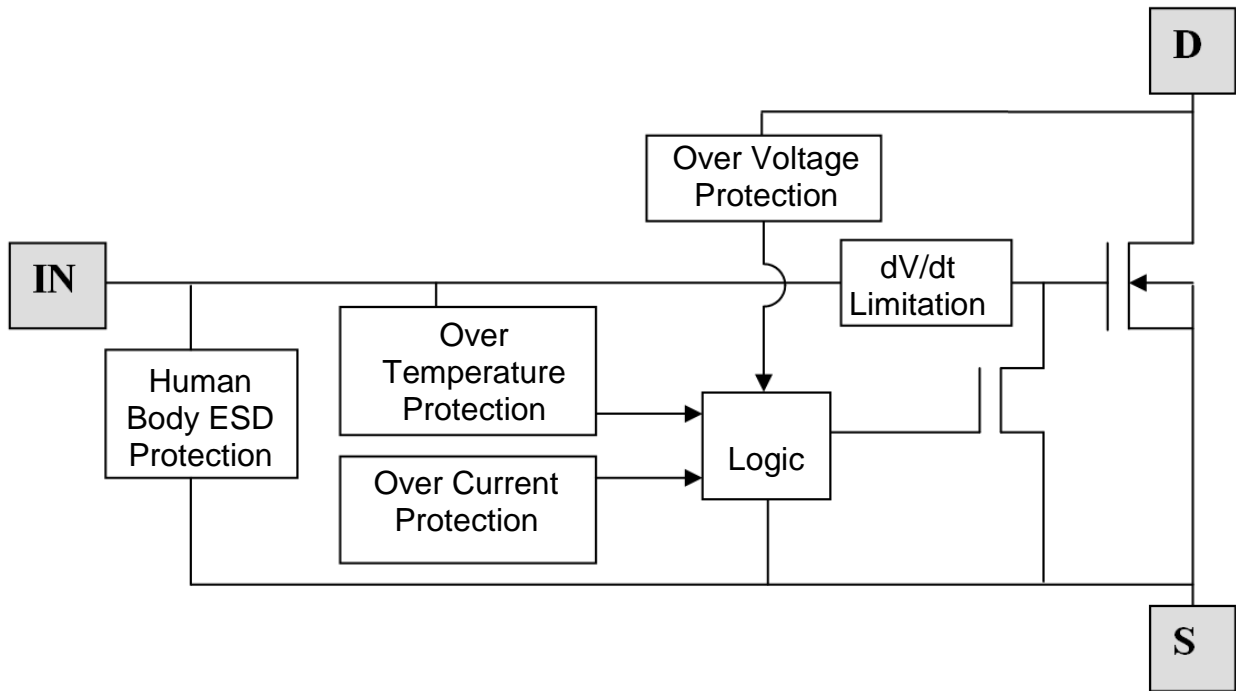 D
Over Voltage
Protection
IN
dV/dt
Limitation
Over
Temperature
Protection
Human
Body ESD
Protection
Logic
Over Current
Protection
S